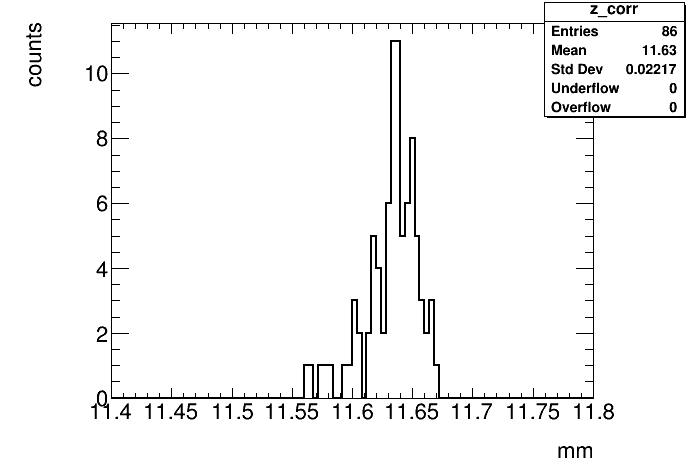 z_corr
Entries 86
Mean 11.63
Std Dev 0.02217
Underflow 0
Overflow 0
counts
10
8
6
4
2
0
11.4 11.45 11.5 11.55 11.6 11.65 11.7 11.75 11.8
mm